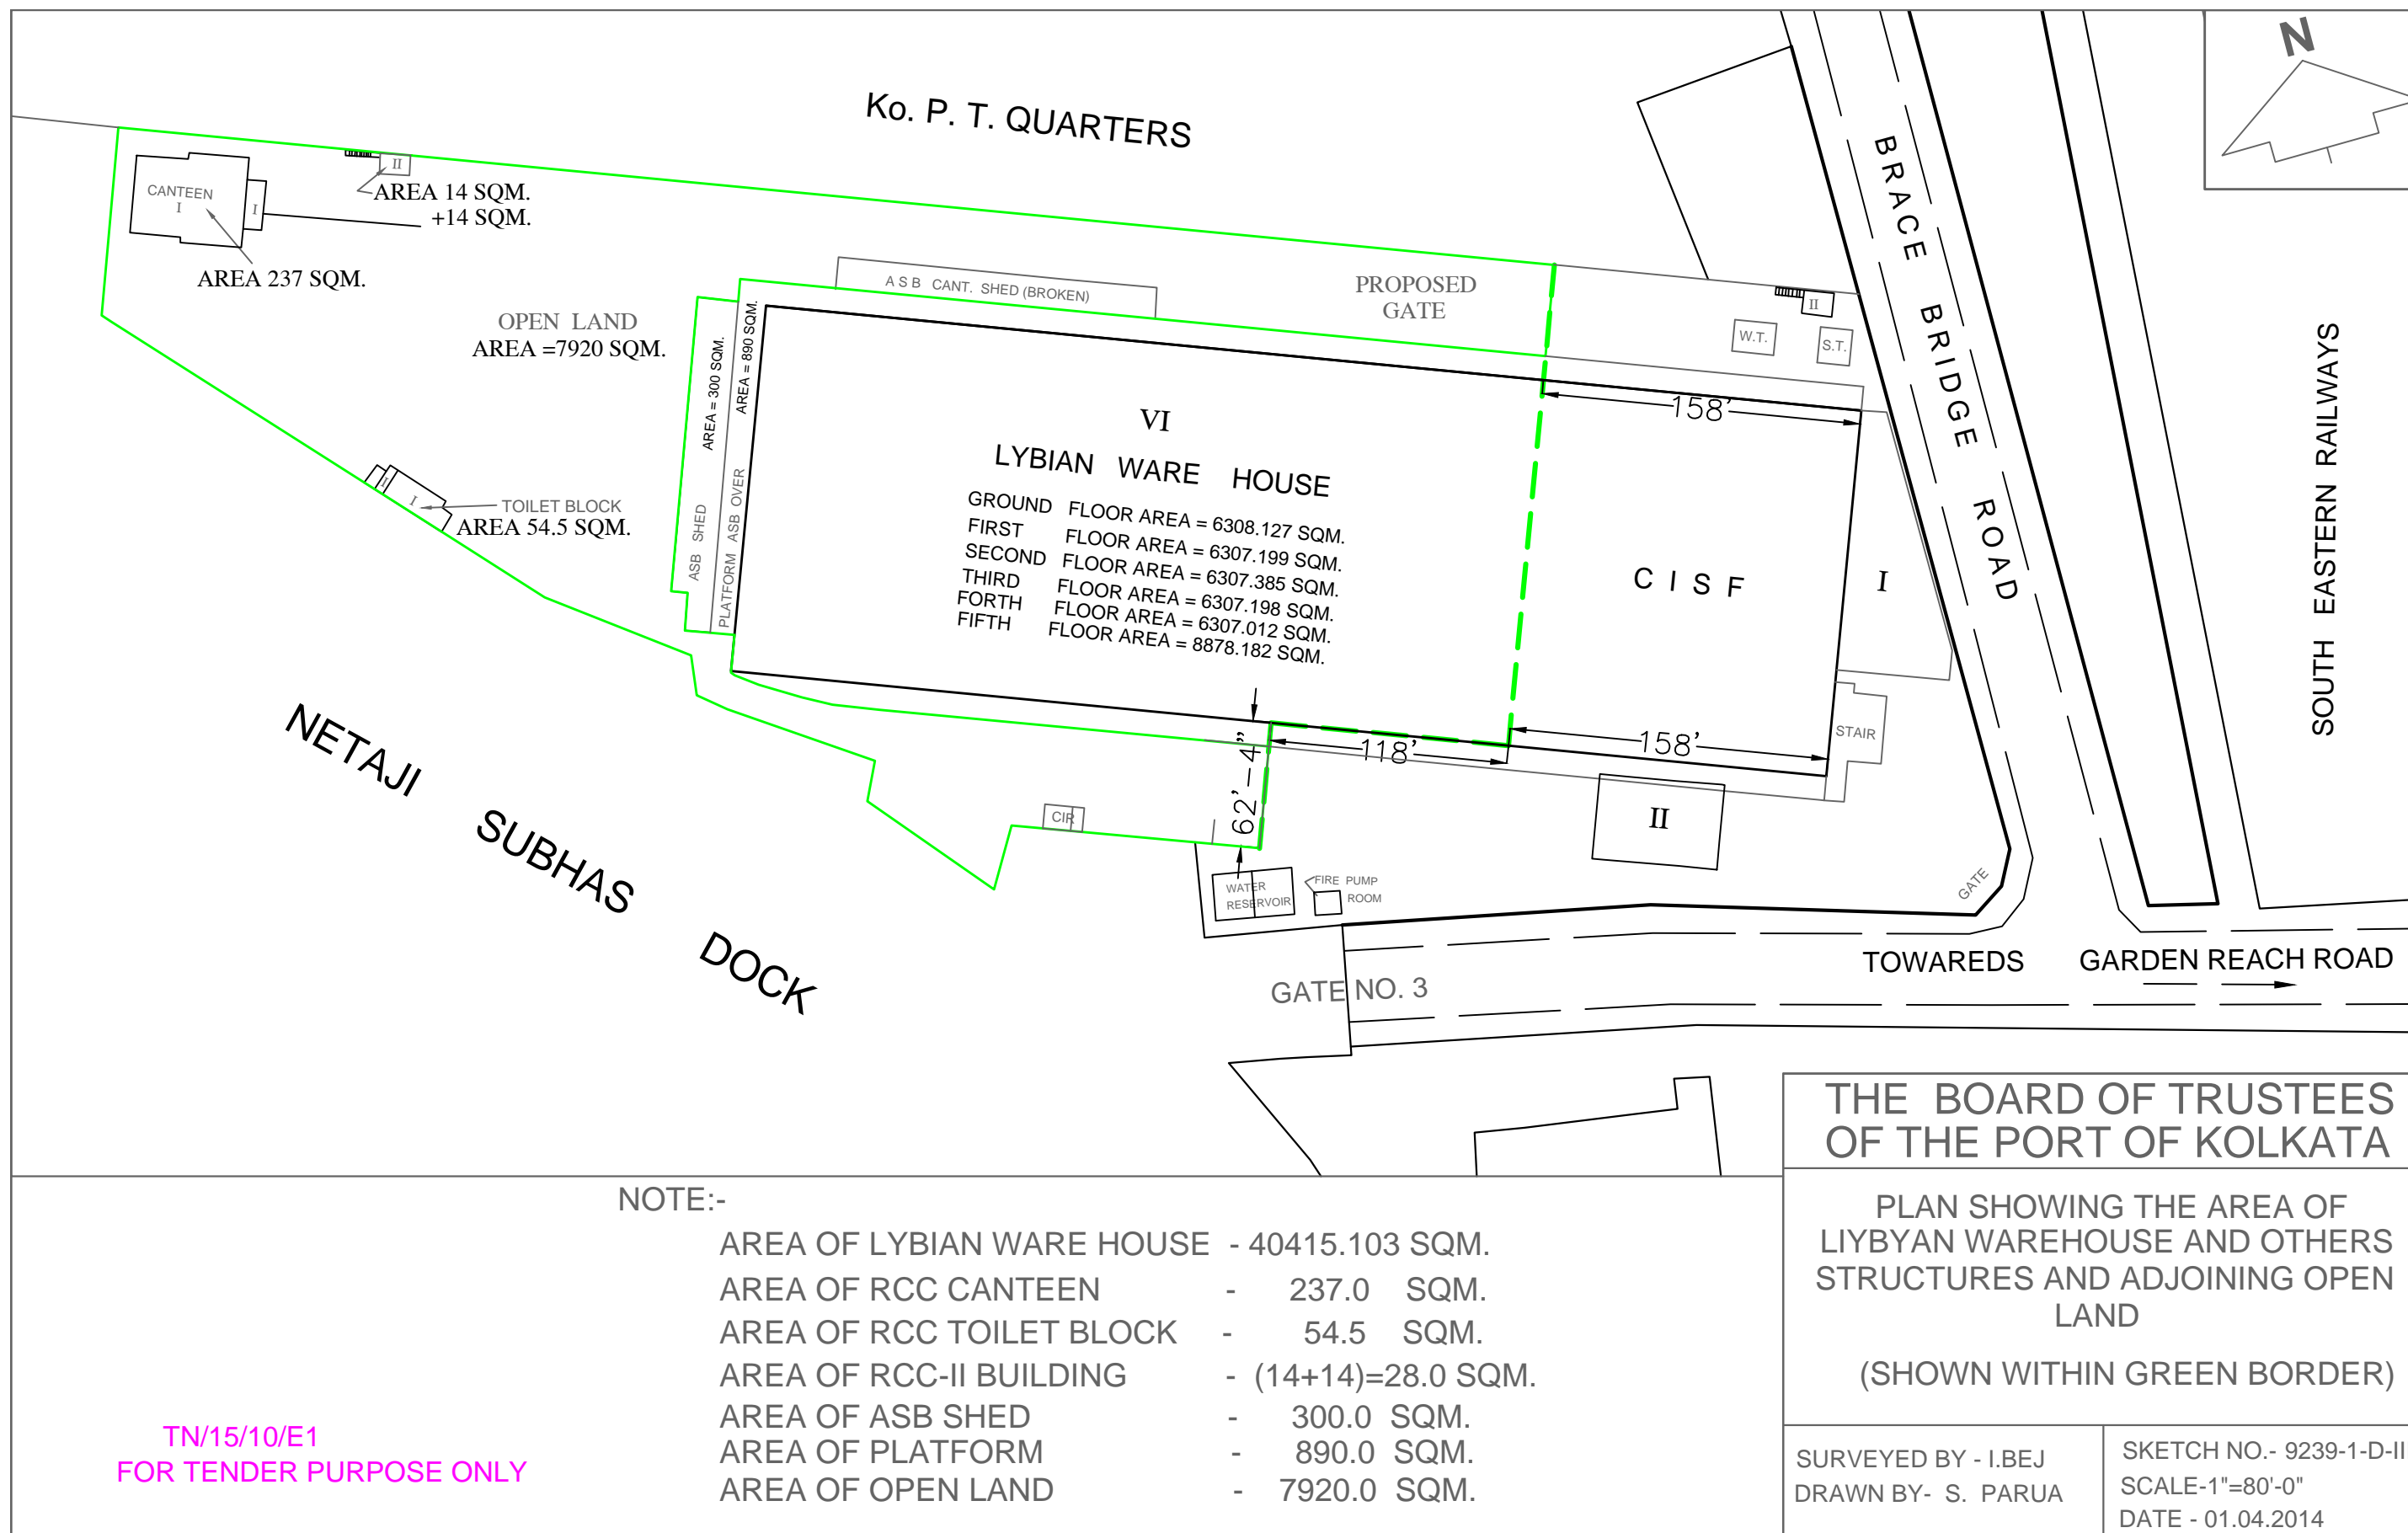 N
Ko. P. T. QUARTERS
CANTEEN
I
I
II
AREA 14 SQM.
+14 SQM.
AREA 237 SQM.
OPEN LAND
AREA =7920 SQM.
A S B CANT. SHED (BROKEN)
PROPOSED
GATE
II
W.T.
S.T.
BRACE BRIDGE ROAD
SOUTH EASTERN RAILWAYS
ASB SHED AREA = 300 SQM.
PLATFORM ASB OVER AREA = 890 SQM.
158'
VI
LYBIAN WARE HOUSE
GROUND FLOOR AREA = 6308.127 SQM.
FIRST FLOOR AREA = 6307.199 SQM.
SECOND FLOOR AREA = 6307.385 SQM.
THIRD FLOOR AREA = 6307.198 SQM.
FORTH FLOOR AREA = 6307.012 SQM.
FIFTH FLOOR AREA = 8878.182 SQM.
C I S F
I
I
I
TOILET BLOCK
AREA 54.5 SQM.
STAIR
118'
158'
62'-4"
II
CIR
WATER
RESERVOIR
FIRE PUMP
ROOM
GATE
NETAJI SUBHAS DOCK
GATE NO. 3
TOWAREDS GARDEN REACH ROAD
THE BOARD OF TRUSTEES
OF THE PORT OF KOLKATA
PLAN SHOWING THE AREA OF
LIYBYAN WAREHOUSE AND OTHERS
STRUCTURES AND ADJOINING OPEN
LAND
(SHOWN WITHIN GREEN BORDER)
SURVEYED BY - I.BEJ
DRAWN BY- S. PARUA
SKETCH NO.- 9239-1-D-II
SCALE-1"=80'-0"
DATE - 01.04.2014
NOTE:-
AREA OF LYBIAN WARE HOUSE - 40415.103 SQM.
AREA OF RCC CANTEEN - 237.0 SQM.
AREA OF RCC TOILET BLOCK - 54.5 SQM.
AREA OF RCC-II BUILDING - (14+14)=28.0 SQM.
AREA OF ASB SHED - 300.0 SQM.
AREA OF PLATFORM - 890.0 SQM.
AREA OF OPEN LAND - 7920.0 SQM.
TN/15/10/E1
FOR TENDER PURPOSE ONLY